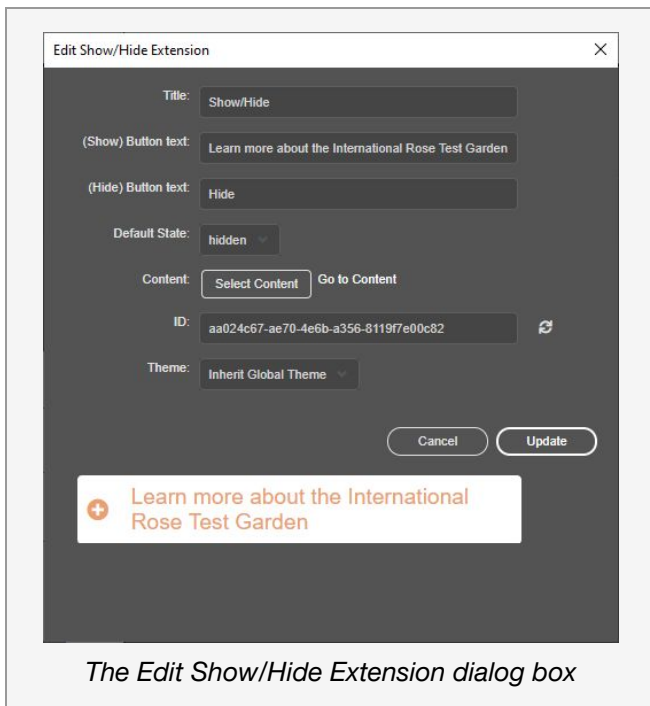 Edit Show/Hide Extension
Title: Show/Hide
(Show) Button text: Learn more about the International Rose Test Garden
(Hide) Button text: Hide
Default State: hidden
Content: Select Content Go to Content
ID: aa024c67-ae70-4e6b-a356-8119f7e00c82
Theme: Inherit Global Theme
Cancel Update
Learn more about the International
Rose Test Garden
The Edit Show/Hide Extension dialog box